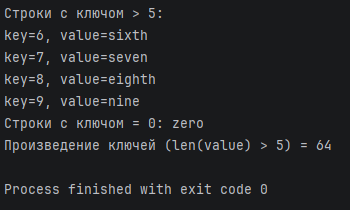 Строки с ключом > 5:
key=6, value=sixth
key=7, value=seven
key=8, value=eighth
key=9, value=nine
Строки с ключом = 0: zero
Произведение ключей (len(value) > 5) = 64
Process finished with exit code 0